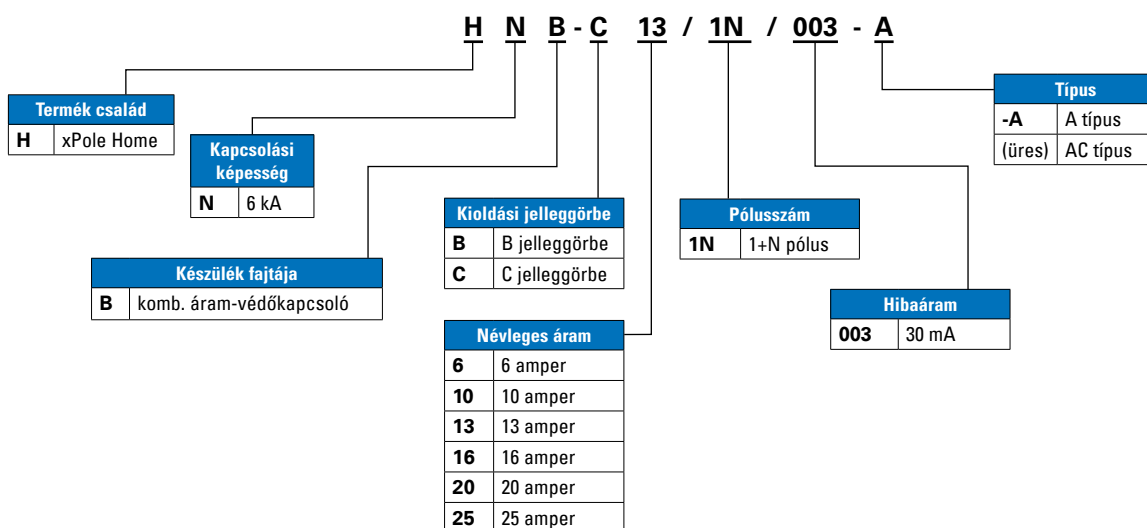 H N B - C 13 / 1N / 003 - A
Termék család
H xPole Home
Kapcsolási
képesség
N 6 kA
Készülék fajtája
B komb. áram-védőkapcsoló
Kioldási jelleggörbe
B B jelleggörbe
C C jelleggörbe
Névleges áram
6 6 amper
10 10 amper
13 13 amper
16 16 amper
20 20 amper
25 25 amper
Pólusszám
1N 1+N pólus
Hibaáram
003 30 mA
Típus
-A A típus
(üres) AC típus